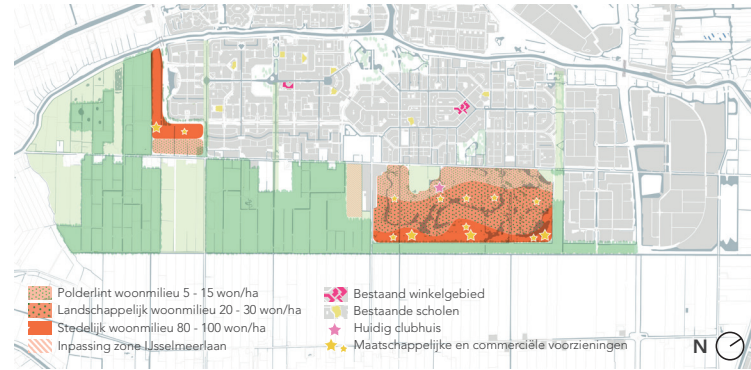 Polderlint woonmilieu 5 - 15 won/ha
Landschappelijk woonmilieu 20 - 30 won/ha
Stedelijk woonmilieu 80 - 100 won/ha
Inpassing zone IJsselmeerlaan
Bestaand winkelgebied
Bestaande scholen
Huidig clubhuis
Maatschappelijke en commerciële voorzieningen
N